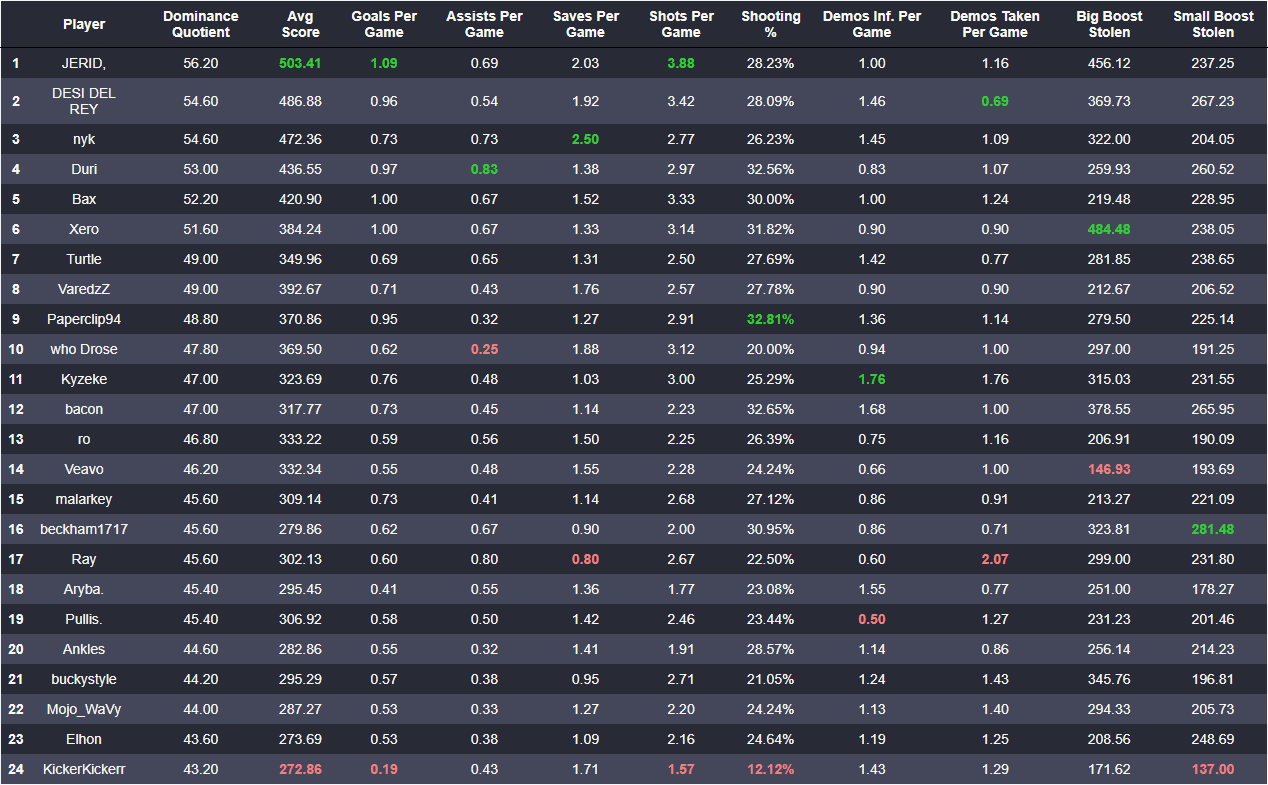 Player Dominance Quotient Avg Score Goals Per Game Assists Per Game Saves Per Game Shots Per Game Shooting % Demos Inf. Per Game Demos Taken Per Game Big Boost Stolen Small Boost Stolen
1 JERID, 56.20 503.41 1.09 0.69 2.03 3.88 28.23% 1.00 1.16 456.12 237.25
2 DESI DEL REY 54.60 486.88 0.96 0.54 1.92 3.42 28.09% 1.46 0.69 369.73 267.23
3 nyk 54.60 472.36 0.73 0.73 2.50 2.77 26.23% 1.45 1.09 322.00 204.05
4 Duri 53.00 436.55 0.97 0.83 1.38 2.97 32.56% 0.83 1.07 259.93 260.52
5 Bax 52.20 420.90 1.00 0.67 1.52 3.33 30.00% 1.00 1.24 219.48 228.95
6 Xero 51.60 384.24 1.00 0.67 1.33 3.14 31.82% 0.90 0.90 484.48 238.05
7 Turtle 49.00 349.96 0.69 0.65 1.31 2.50 27.69% 1.42 0.77 281.85 238.65
8 VaredzZ 49.00 392.67 0.71 0.43 1.76 2.57 27.78% 0.90 0.90 212.67 206.52
9 Paperclip94 48.80 370.86 0.95 0.32 1.27 2.91 32.81% 1.36 1.14 279.50 225.14
10 who Drose 47.80 369.50 0.62 0.25 1.88 3.12 20.00% 0.94 1.00 297.00 191.25
11 Kyzeke 47.00 323.69 0.76 0.48 1.03 3.00 25.29% 1.76 1.76 315.03 231.55
12 bacon 47.00 317.77 0.73 0.45 1.14 2.23 32.65% 1.68 1.00 378.55 265.95
13 ro 46.80 333.22 0.59 0.56 1.50 2.25 26.39% 0.75 1.16 206.91 190.09
14 Veavo 46.20 332.34 0.55 0.48 1.55 2.28 24.24% 0.66 1.00 146.93 193.69
15 malarkey 45.60 309.14 0.73 0.41 1.14 2.68 27.12% 0.86 0.91 213.27 221.09
16 beckham1717 45.60 279.86 0.62 0.67 0.90 2.00 30.95% 0.86 0.71 323.81 281.48
17 Ray 45.60 302.13 0.60 0.80 0.80 2.67 22.50% 0.60 2.07 299.00 231.80
18 Aryba. 45.40 295.45 0.41 0.55 1.36 1.77 23.08% 1.55 0.77 251.00 178.27
19 Pullis. 45.40 306.92 0.58 0.50 1.42 2.46 23.44% 0.50 1.27 231.23 201.46
20 Ankles 44.60 282.86 0.55 0.32 1.41 1.91 28.57% 1.14 0.86 256.14 214.23
21 buckystyle 44.20 295.29 0.57 0.38 0.95 2.71 21.05% 1.24 1.43 345.76 196.81
22 Mojo_WaVy 44.00 287.27 0.53 0.33 1.27 2.20 24.24% 1.13 1.40 294.33 205.73
23 Elhon 43.60 273.69 0.53 0.38 1.09 2.16 24.64% 1.19 1.25 208.56 248.69
24 KickerKickerr 43.20 272.86 0.19 0.43 1.71 1.57 12.12% 1.43 1.29 171.62 137.00